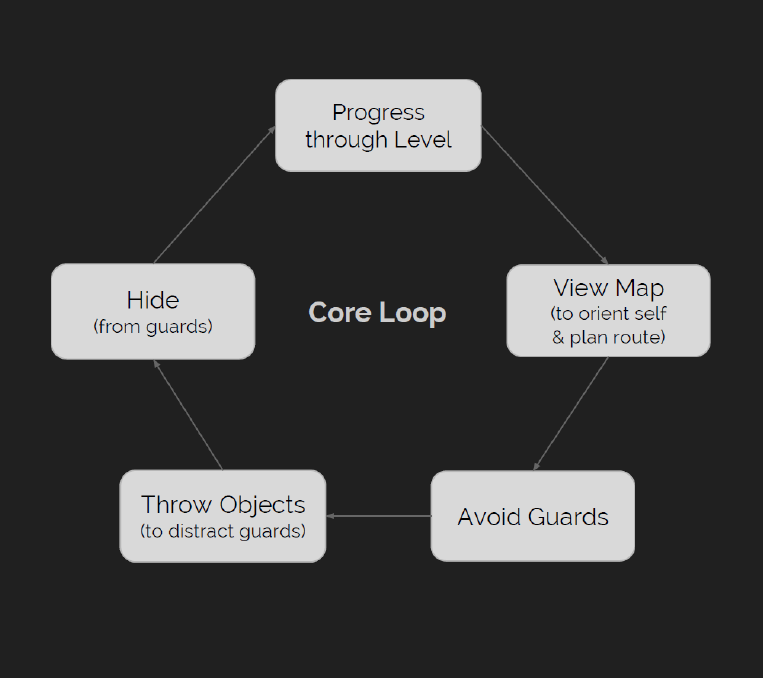 Progress
through Level
Hide
(from guards)
Core Loop
View Map
(to orient self
& plan route)
Throw Objects
(to distract guards)
Avoid Guards